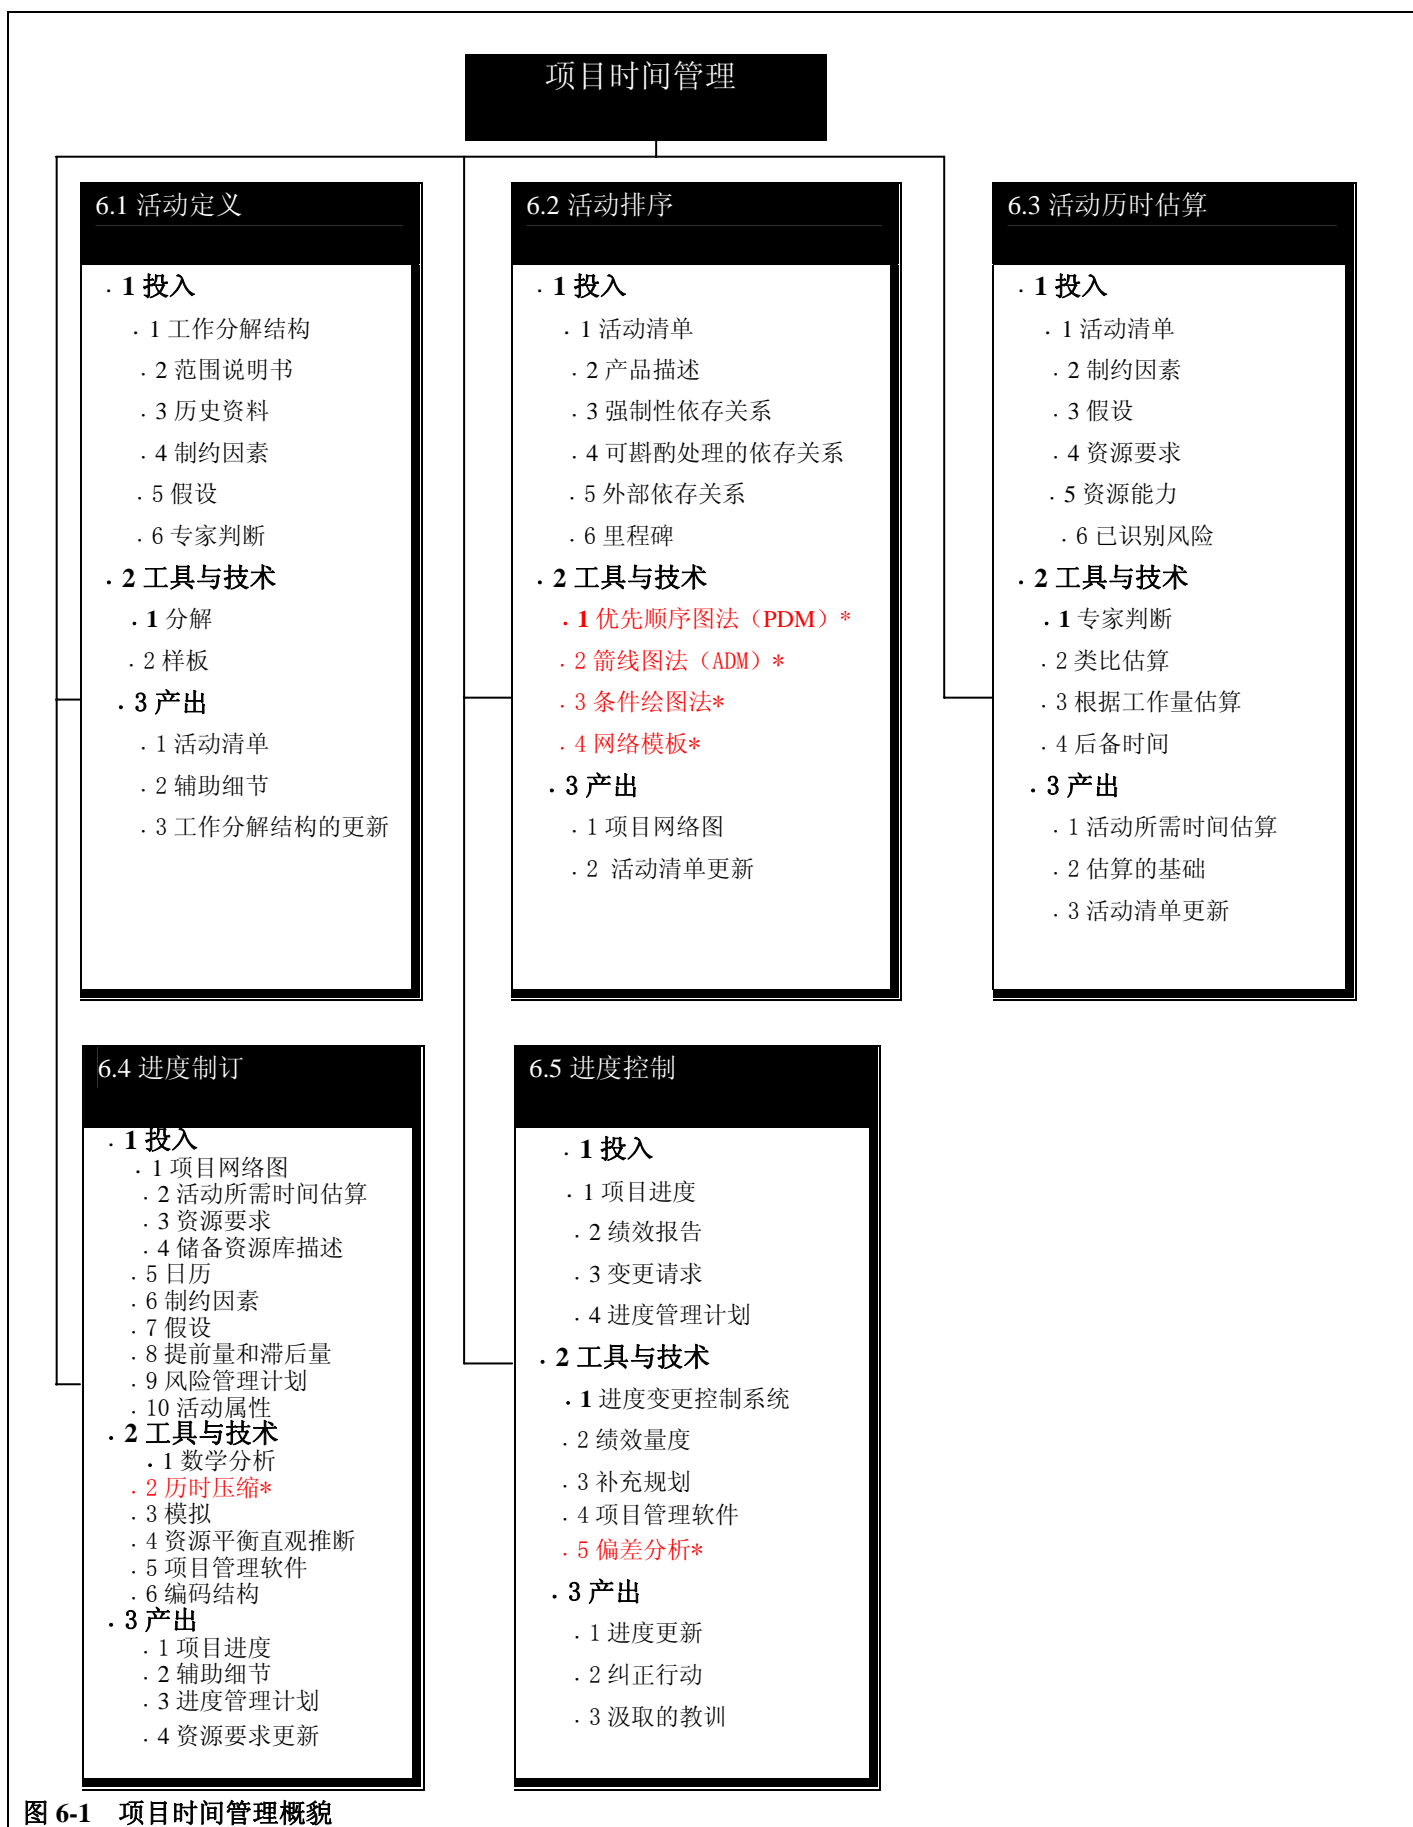 项目时间管理
6.1 活动定义
. 1 投入
. 1 工作分解结构
. 2 范围说明书
. 3 历史资料
. 4 制约因素
. 5 假设
. 6 专家判断
. 2 工具与技术
. 1 分解
. 2 样板
. 3 产出
. 1 活动清单
. 2 辅助细节
. 3 工作分解结构的更新
6.2 活动排序
. 1 投入
. 1 活动清单
. 2 产品描述
. 3 强制性依存关系
. 4 可斟酌处理的依存关系
. 5 外部依存关系
. 6 里程碑
. 2 工具与技术
. 1 优先顺序图法（PDM）*
. 2 箭线图法（ADM）*
. 3 条件绘图法*
. 4 网络模板*
. 3 产出
. 1 项目网络图
. 2 活动清单更新
6.3 活动历时估算
. 1 投入
. 1 活动清单
. 2 制约因素
. 3 假设
. 4 资源要求
. 5 资源能力
. 6 已识别风险
. 2 工具与技术
. 1 专家判断
. 2 类比估算
. 3 根据工作量估算
. 4 后备时间
. 3 产出
. 1 活动所需时间估算
. 2 估算的基础
. 3 活动清单更新
6.4 进度制订
. 1 投入
. 1 项目网络图
. 2 活动所需时间估算
. 3 资源要求
. 4 储备资源库描述
. 5 日历
. 6 制约因素
. 7 假设
. 8 提前量和滞后量
. 9 风险管理计划
. 10 活动属性
. 2 工具与技术
. 1 数学分析
. 2 历时压缩*
. 3 模拟
. 4 资源平衡直观推断
. 5 项目管理软件
. 6 编码结构
. 3 产出
. 1 项目进度
. 2 辅助细节
. 3 进度管理计划
. 4 资源要求更新
6.5 进度控制
. 1 投入
. 1 项目进度
. 2 绩效报告
. 3 变更请求
. 4 进度管理计划
. 2 工具与技术
. 1 进度变更控制系统
. 2 绩效量度
. 3 补充规划
. 4 项目管理软件
. 5 偏差分析*
. 3 产出
. 1 进度更新
. 2 纠正行动
. 3 汲取的教训
图 6-1 项目时间管理概貌